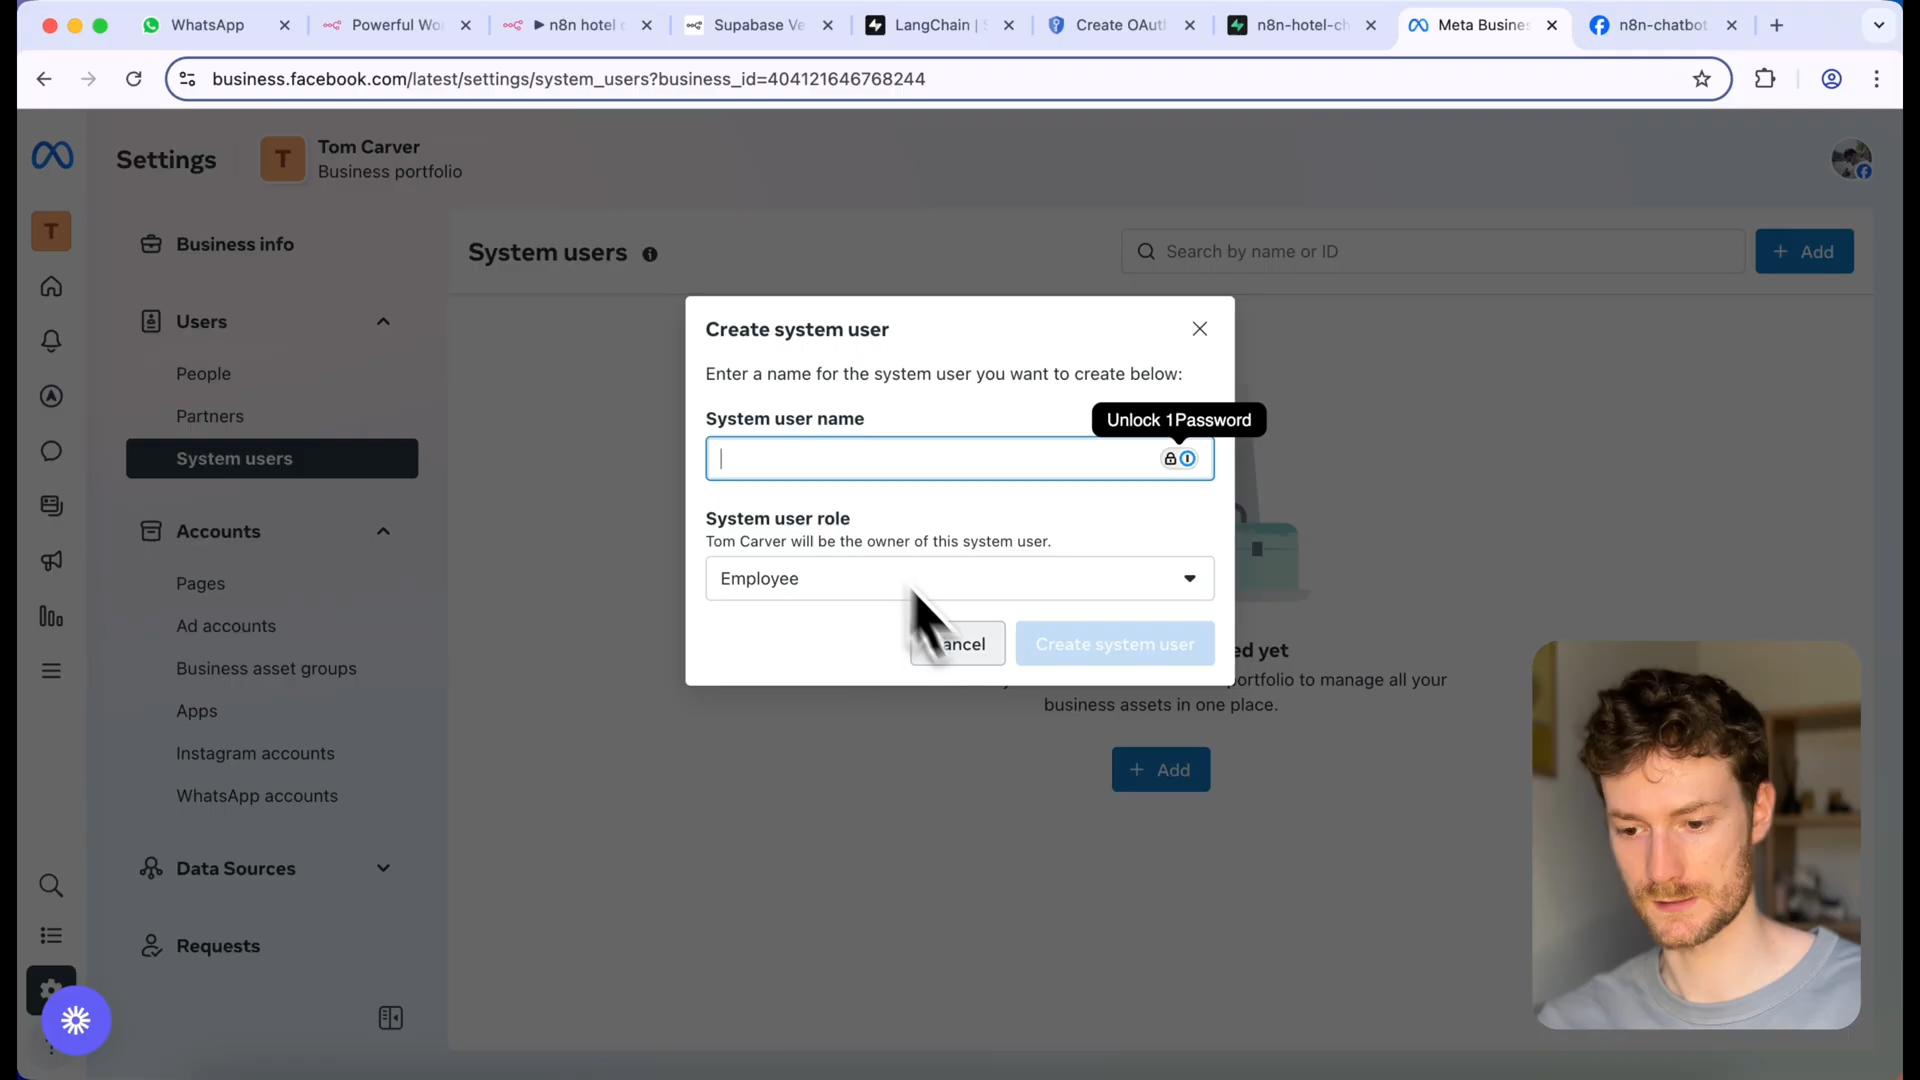 WhatsApp
Powerful Wo
n8n hotel
Supabase Ve
LangChain | S
Create OAut
n8n-hotel-ch
Meta Busine
n8n-chatbot
business.facebook.com/latest/settings/system_users?business_id=404121646768244
Settings
T
Tom Carver
Business portfolio
T
Business info
Users
People
Partners
System users
Accounts
Pages
Ad accounts
Business asset groups
Apps
Instagram accounts
WhatsApp accounts
Data Sources
Requests
System users
Search by name or ID
+ Add
Create system user
Enter a name for the system user you want to create below:
System user name
Unlock 1Password
System user role
Tom Carver will be the owner of this system user.
Employee
ancel
Create system user
ed yet
portfolio to manage all your
business assets in one place.
+ Add